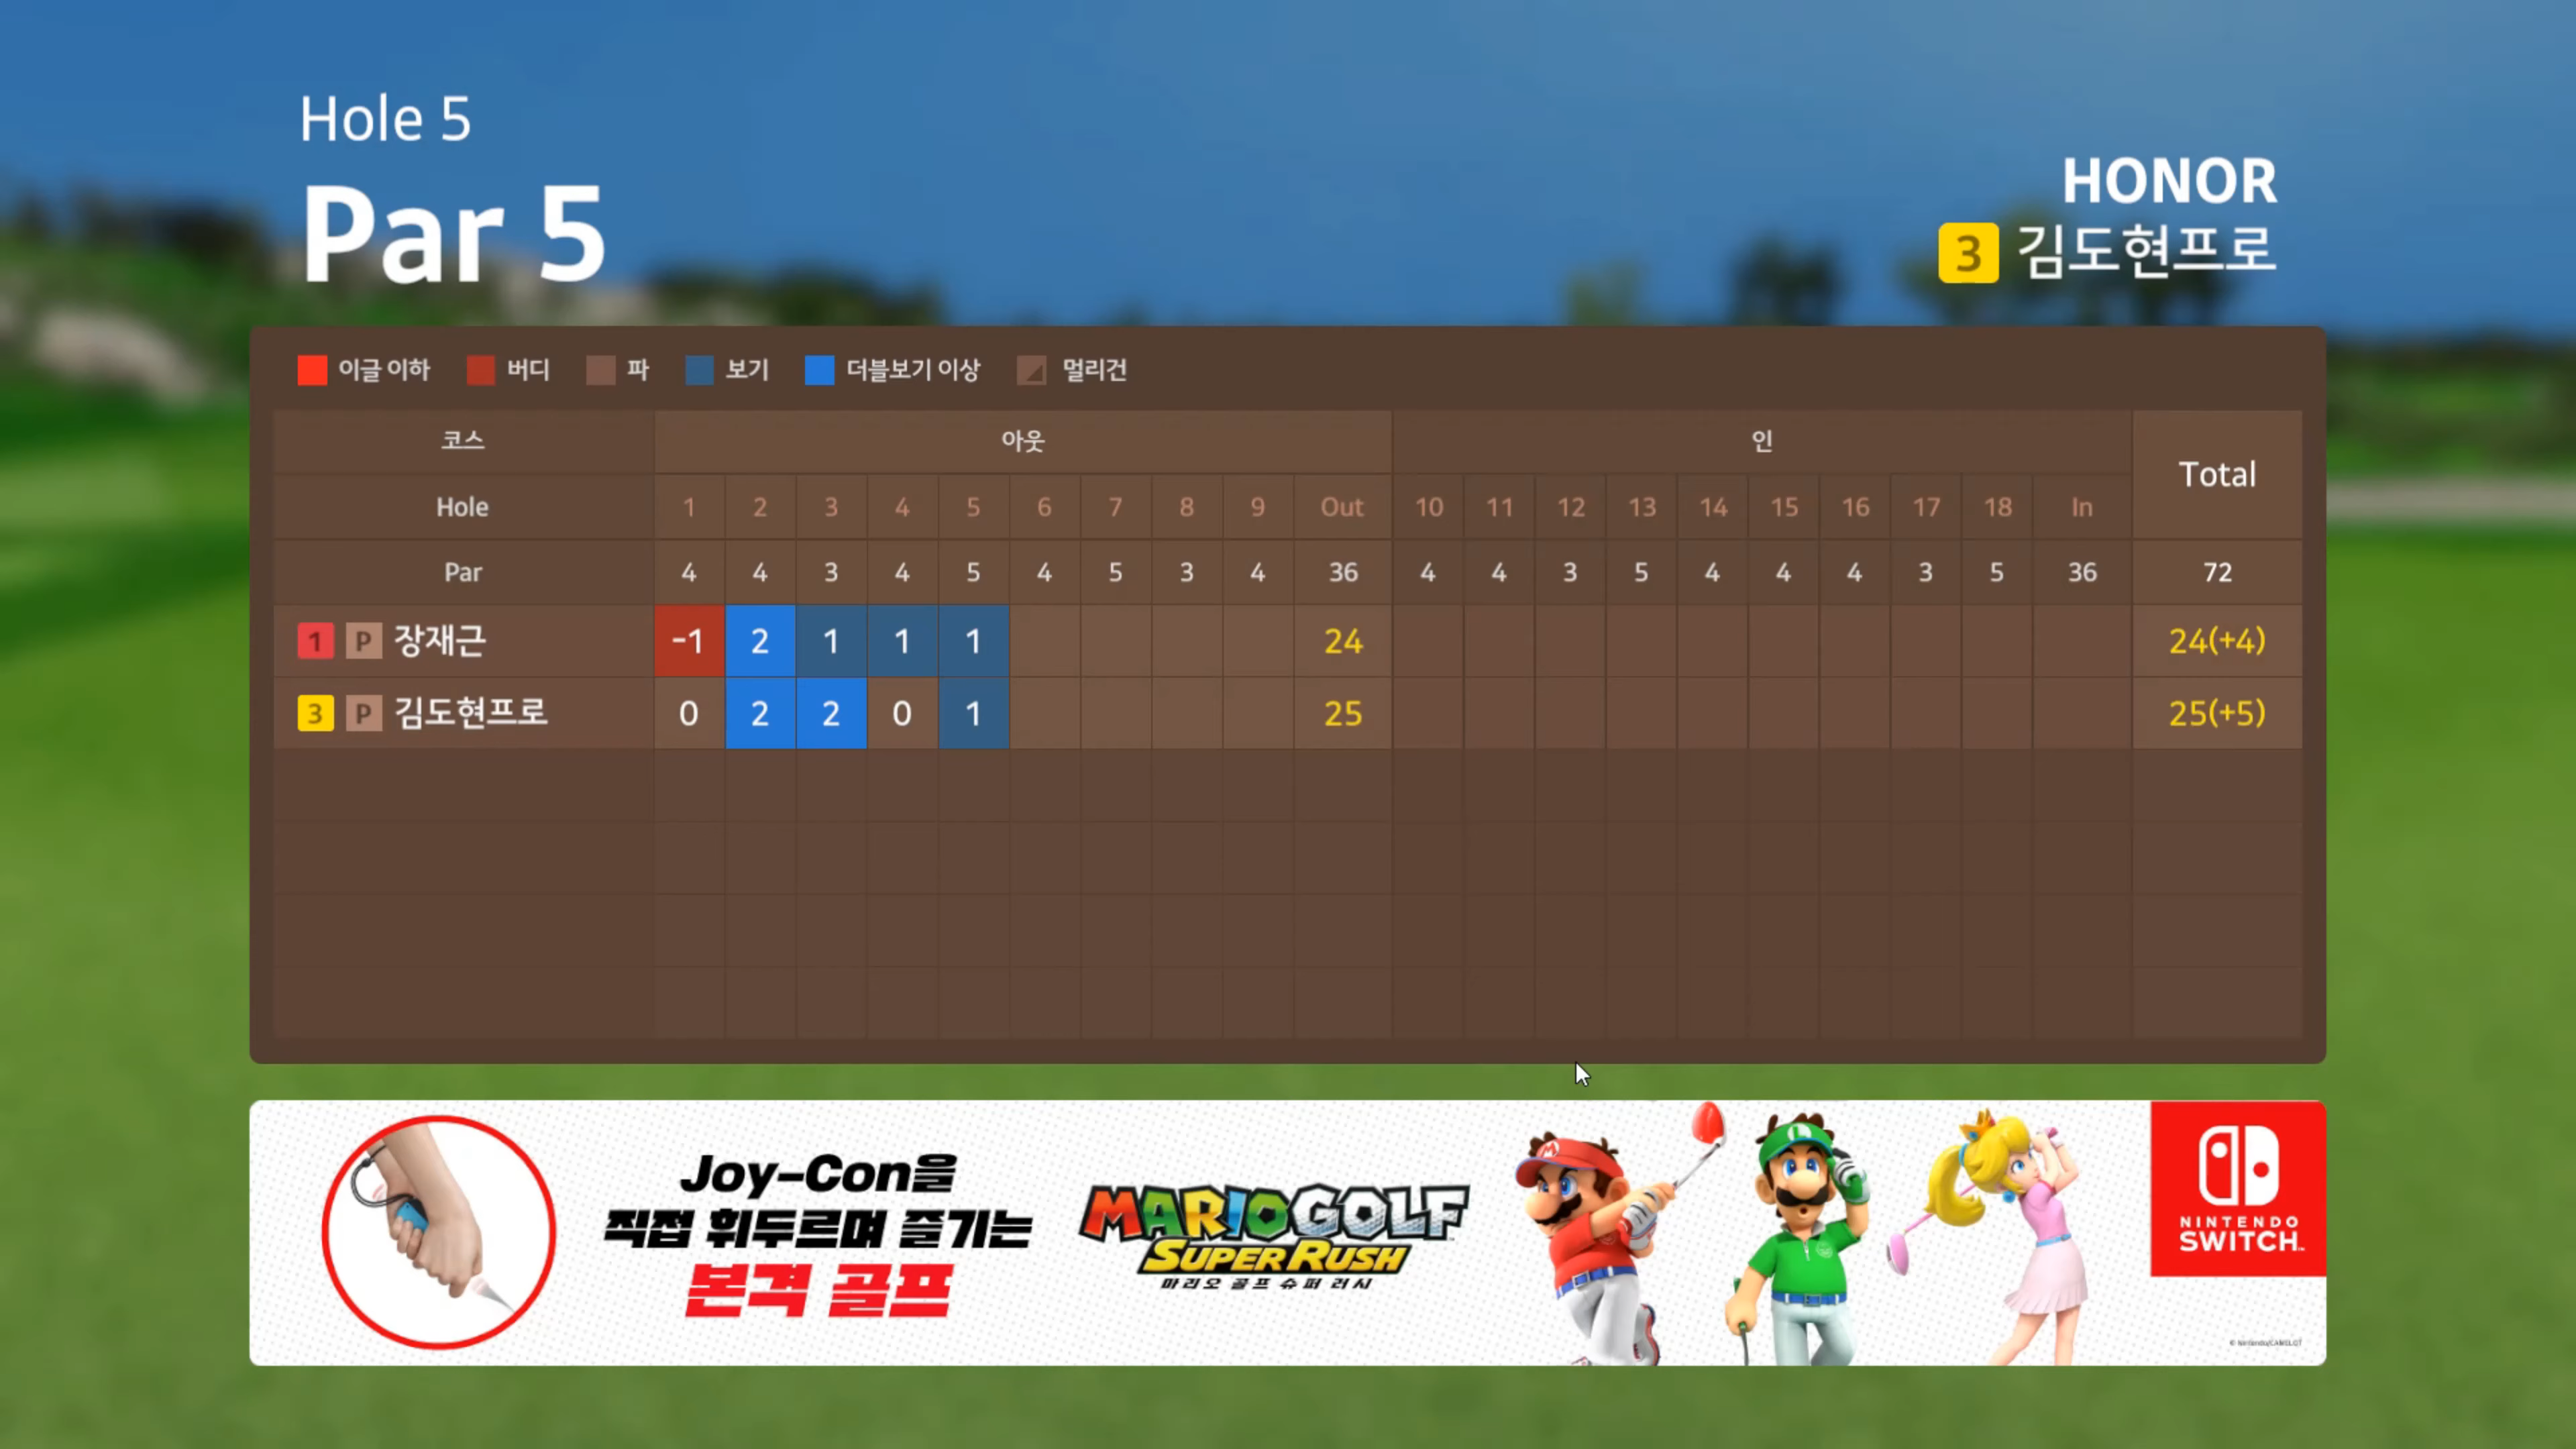 Hole 5
Par 5
HONOR
3 김도현프로
이글 이하 버디 파 보기 더블보기 이상 멀리건
코스 아웃 인 Total
Hole 1 2 3 4 5 6 7 8 9 Out 10 11 12 13 14 15 16 17 18 In
Par 4 4 3 4 5 4 5 3 4 36 4 4 3 5 4 4 4 3 5 36 72
1 P 장재근 -1 2 1 1 1 24 24(+4)
3 P 김도현프로 0 2 2 0 1 25 25(+5)
Joy-Con을
직접 휘두르며 즐기는
본격 골프
MARIO GOLF
SUPER RUSH
마리오 골프 슈퍼 러시
M
L
NINTENDO
SWITCH
© Nintendo/CAMELOT